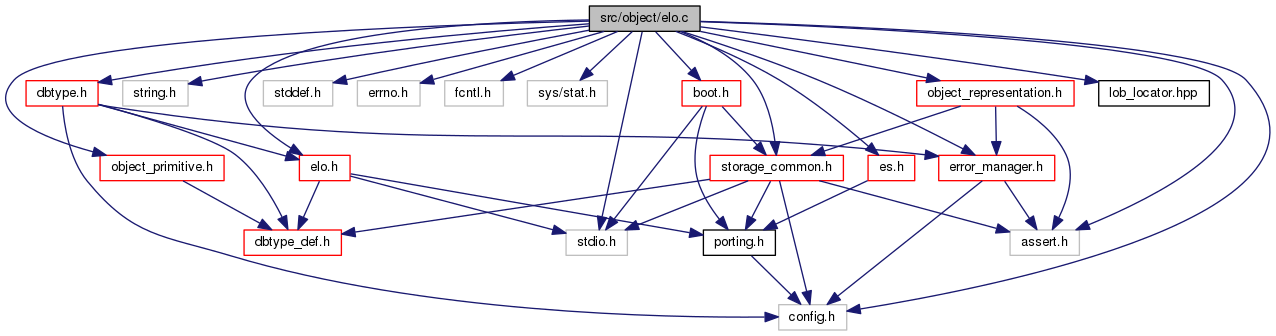 src/object/elo.c
dbtype.h
string.h
stddef.h
errno.h
fcntl.h
sys/stat.h
boot.h
object_representation.h
lob_locator.hpp
object_primitive.h
elo.h
storage_common.h
es.h
error_manager.h
dbtype_def.h
stdio.h
porting.h
assert.h
config.h